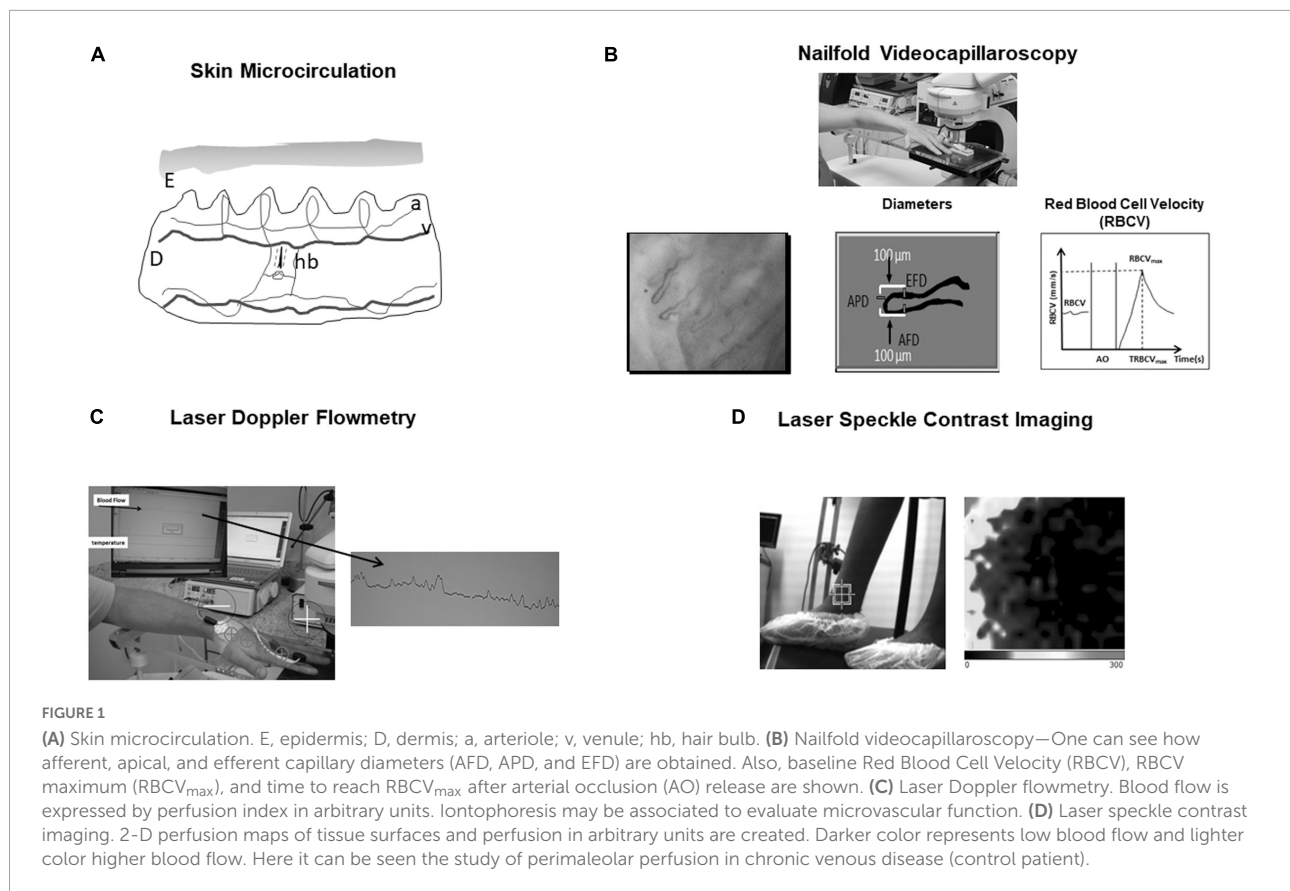 A
Skin Microcirculation
E
a
v
D
hb
B
Nailfold Videocapillaroscopy
Diameters
Red Blood Cell Velocity
(RBCV)
100 µm
EFD
APD
AFD
100 µm
RBCVmax
RBCV (mm/s)
RBCV
AO
TRBCVmax
Time(s)
C
Laser Doppler Flowmetry
Blood Flow
temperature
D
Laser Speckle Contrast Imaging
0
300
FIGURE 1
(A) Skin microcirculation. E, epidermis; D, dermis; a, arteriole; v, venule; hb, hair bulb. (B) Nailfold videocapillaroscopy—One can see how
afferent, apical, and efferent capillary diameters (AFD, APD, and EFD) are obtained. Also, baseline Red Blood Cell Velocity (RBCV), RBCV
maximum (RBCVmax), and time to reach RBCVmax after arterial occlusion (AO) release are shown. (C) Laser Doppler flowmetry. Blood flow is
expressed by perfusion index in arbitrary units. Iontophoresis may be associated to evaluate microvascular function. (D) Laser speckle contrast
imaging. 2-D perfusion maps of tissue surfaces and perfusion in arbitrary units are created. Darker color represents low blood flow and lighter
color higher blood flow. Here it can be seen the study of perimaleolar perfusion in chronic venous disease (control patient).